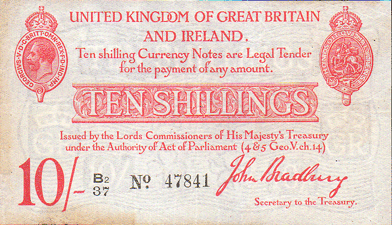 UNITED KINGDOM OF GREAT BRITAIN
AND IRELAND.
Ten shilling Currency Notes are Legal Tender
for the payment of any amount.
TEN SHILLINGS
Issued by the Lords Commissioners of His Majesty's Treasury
under the Authority of Act of Parliament (4 & 5 Geo.V.ch.14)
10/- B2/37 No. 47841 John Bradbury
Secretary to the Treasury.